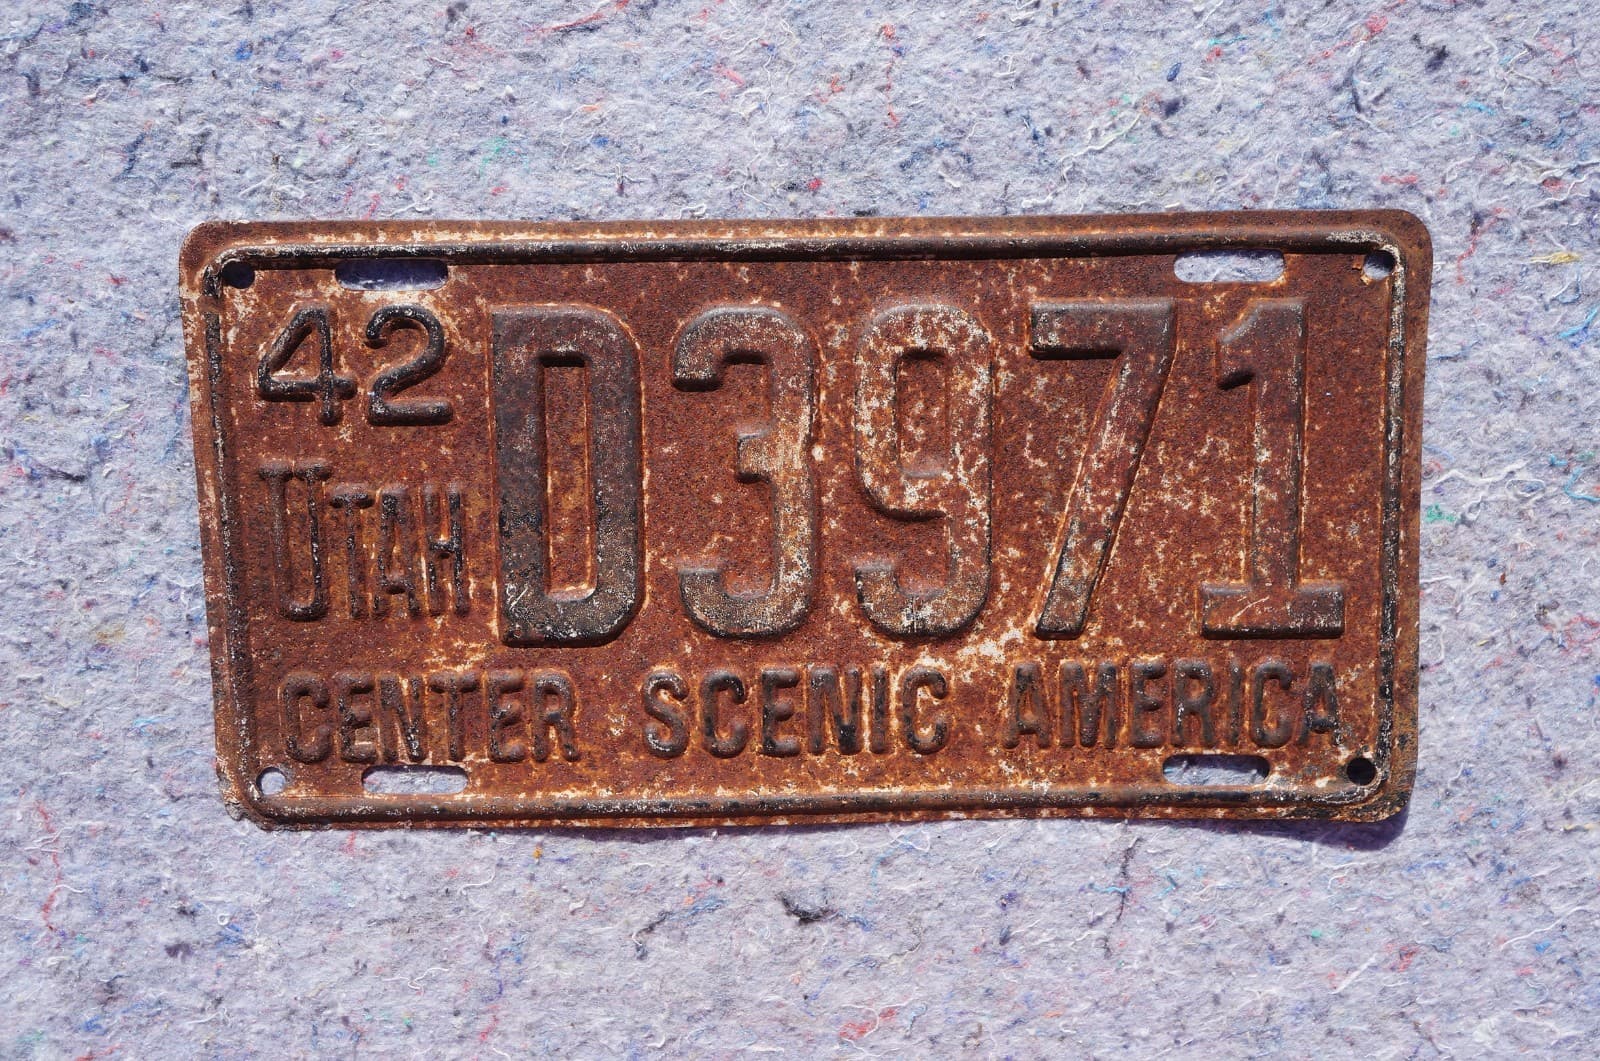 42 D3971
UTAH
CENTER SCENIC AMERICA